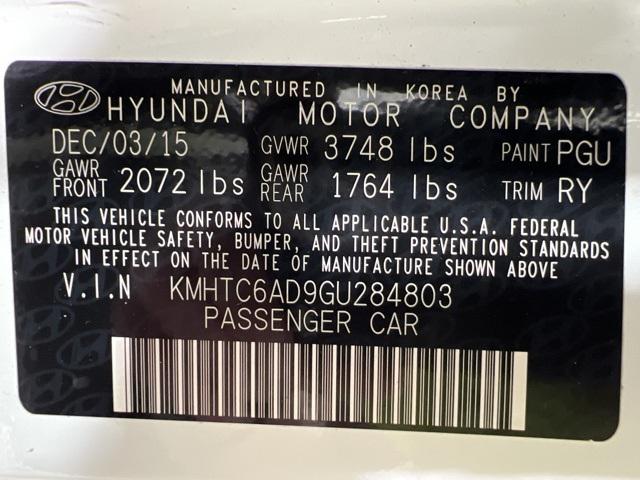 MANUFACTURED IN KOREA BY
HYUNDAI MOTOR COMPANY
DEC/03/15 GVWR 3748 lbs PAINT PGU
GAWR FRONT 2072 lbs GAWR REAR 1764 lbs TRIM RY
THIS VEHICLE CONFORMS TO ALL APPLICABLE U.S.A. FEDERAL
MOTOR VEHICLE SAFETY, BUMPER, AND THEFT PREVENTION STANDARDS
IN EFFECT ON THE DATE OF MANUFACTURE SHOWN ABOVE
V.I.N KMHTC6AD9GU284803
PASSENGER CAR